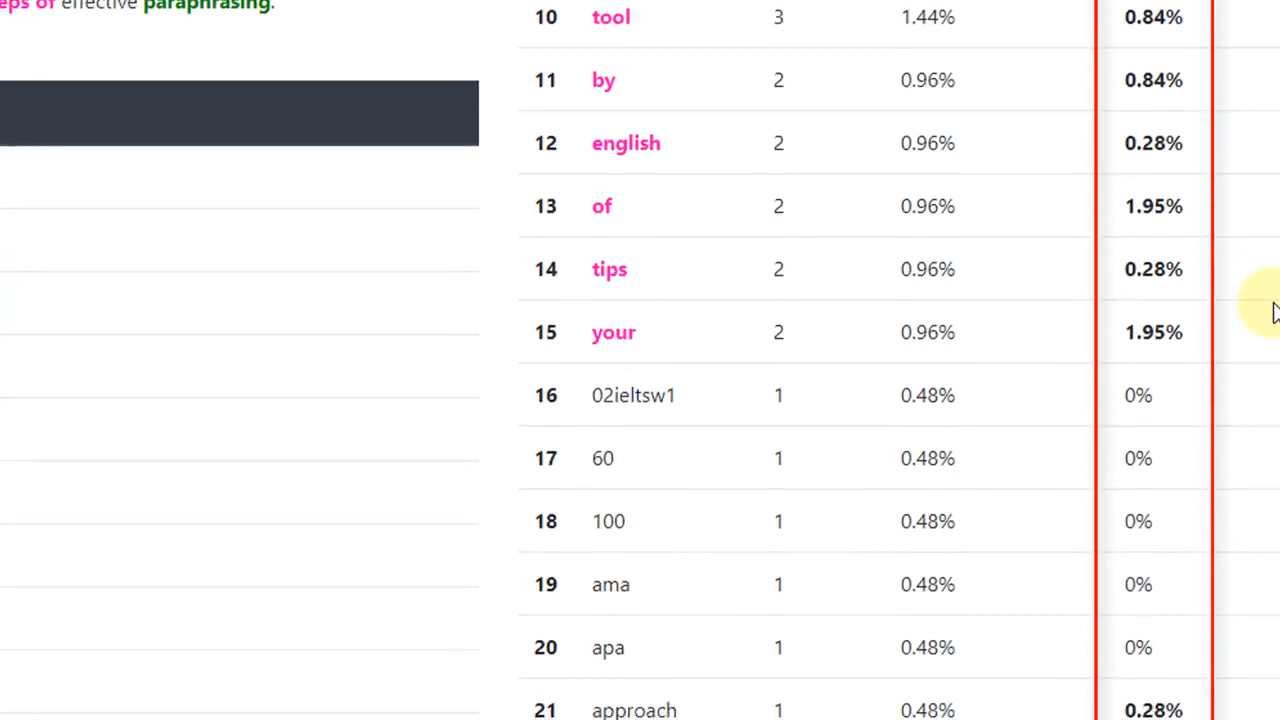 eps of effective paraphrasing.
10 tool 3 1.44% 0.84%
11 by 2 0.96% 0.84%
12 english 2 0.96% 0.28%
13 of 2 0.96% 1.95%
14 tips 2 0.96% 0.28%
15 your 2 0.96% 1.95%
16 02ieltsw1 1 0.48% 0%
17 60 1 0.48% 0%
18 100 1 0.48% 0%
19 ama 1 0.48% 0%
20 apa 1 0.48% 0%
21 approach 1 0.48% 0.28%